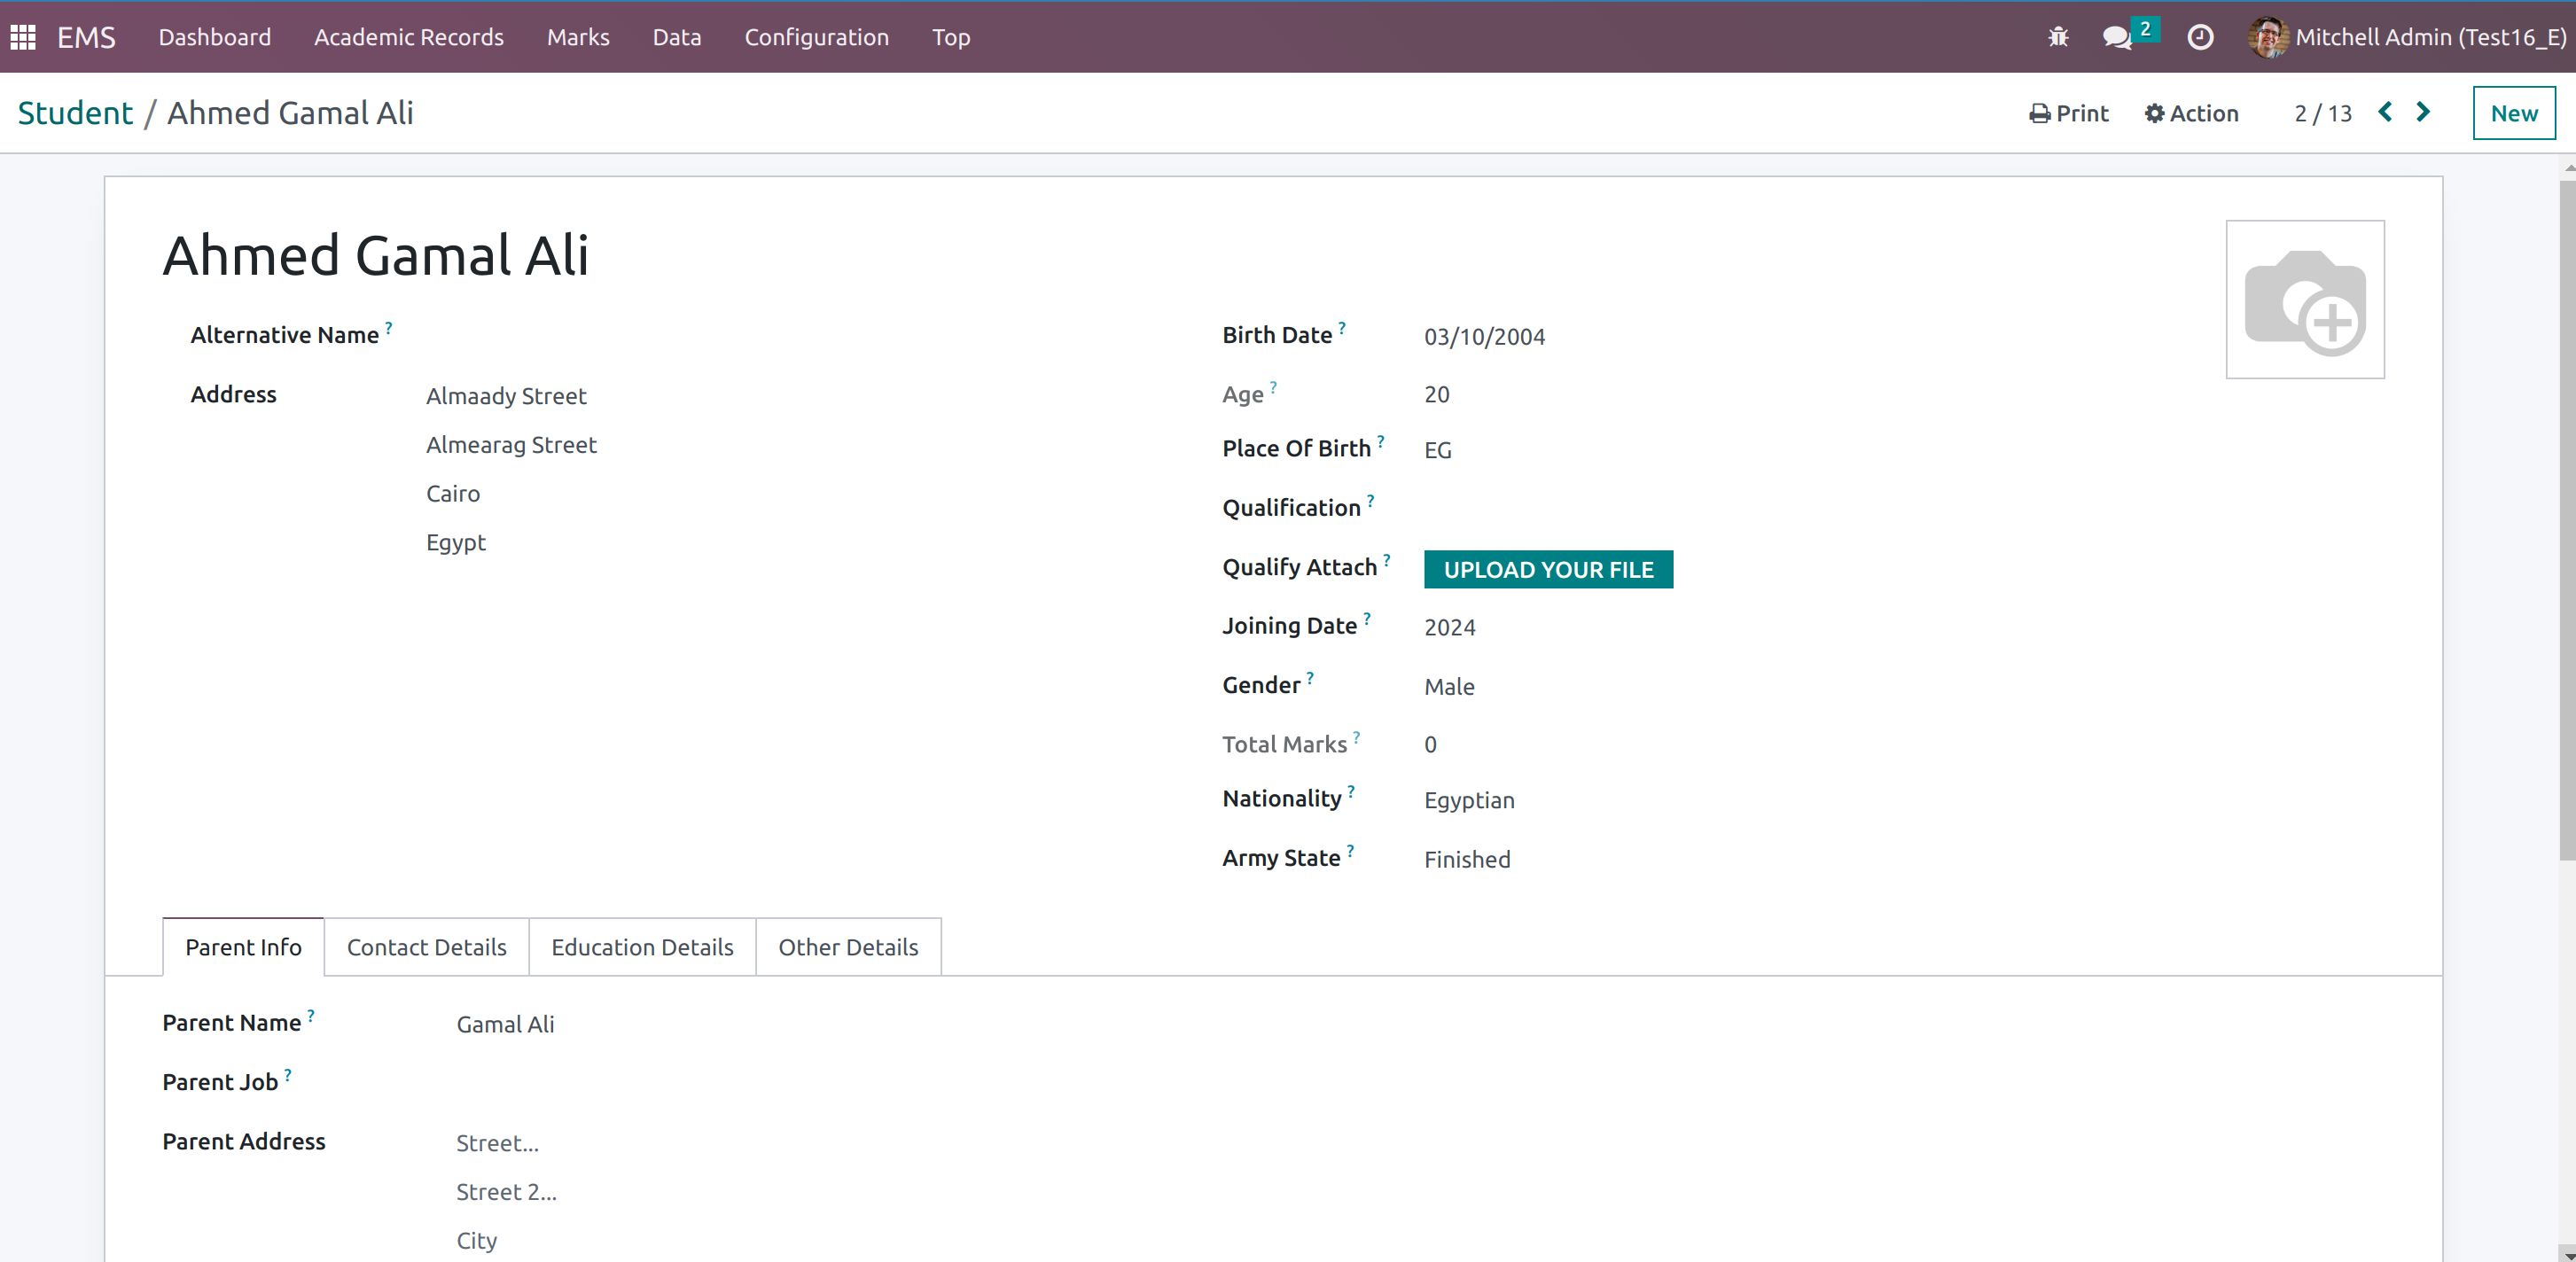 EMS Dashboard Academic Records Marks Data Configuration Top 2 Mitchell Admin (Test16_E)
Student / Ahmed Gamal Ali Print Action 2 / 13 New
Ahmed Gamal Ali
Alternative Name ?
Address Almaady Street
Almearag Street
Cairo
Egypt
Birth Date ? 03/10/2004
Age ? 20
Place Of Birth ? EG
Qualification ?
Qualify Attach ? UPLOAD YOUR FILE
Joining Date ? 2024
Gender ? Male
Total Marks ? 0
Nationality ? Egyptian
Army State ? Finished
Parent Info Contact Details Education Details Other Details
Parent Name ? Gamal Ali
Parent Job ?
Parent Address Street...
Street 2...
City